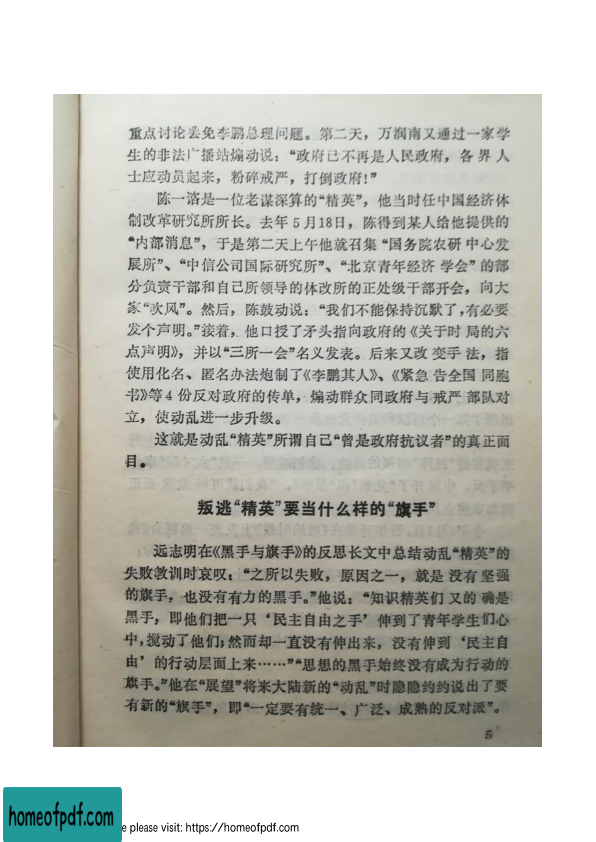 重点讨论丢免李鹏总理问题。第二天，万润南又通过一家学
生的非法广播站煽动说：“政府已不再是人民政府，各界人
士应动员起来，粉碎戒严，打倒政府！”
陈一谘是一位老谋深算的“精英”，他当时任中国经济体
制改革研究所所长。去年5月18日，陈得到某人给他提供的
“内部消息”，于是第二天上午他就召集“国务院农研中心发
展所”、“中信公司国际研究所”、“北京青年经济学会”的部
分负责干部和自己所领导的体改所的正处级干部开会，向大
家“吹风”。然后，陈鼓动说：“我们不能保持沉默了，有必要
发个声明。”接着，他口授了矛头指向政府的《关于时局的六
点声明》，并以“三所一会”名义发表。后来又改变手法，指
使用化名、匿名办法炮制了《李鹏其人》、《紧急告全国同胞
书》等4份反对政府的传单，煽动群众同政府与戒严部队对
立，使动乱进一步升级。
这就是动乱“精英”所谓自己“曾是政府抗议者”的真正面
目。
叛逃“精英”要当什么样的“旗手”
远志明在《黑手与旗手》的反思长文中总结动乱“精英”的
失败教训时哀叹：“之所以失败，原因之一，就是没有坚强
的旗手，也没有有力的黑手。”他说：“知识精英们又的确是
黑手，即他们把一只‘民主自由之手’伸到了青年学生们心
中，搅动了他们；然而却一直没有伸出来，没有伸到‘民主自
由’的行动层面上来……”“思想的黑手始终没有成为行动的
旗手。”他在“展望”将来大陆新的“动乱”时隐隐约约说出了要
有新的“旗手”，即“一定要有统一、广泛、成熟的反对派”。
5
homeofpdf.com
e please visit: https://homeofpdf.com